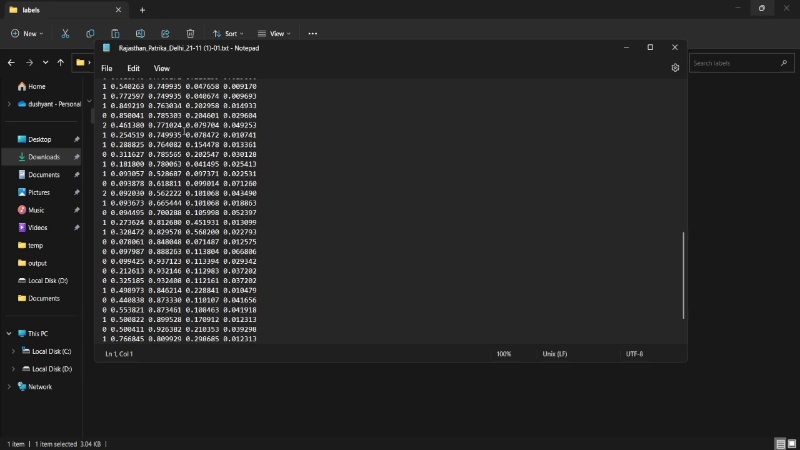 labels
New
Sort
View
Search labels
Rajasthan_Patrika_Delhi_21-11 (1)-01.txt - Notepad
File Edit View
Home
dushyant - Personal
Desktop
Downloads
Documents
Pictures
Music
Videos
temp
output
Local Disk (D:)
Documents
This PC
Local Disk (C:)
Local Disk (D:)
Network
1 0.540263 0.749935 0.047658 0.009170
1 0.772597 0.749935 0.040674 0.009693
1 0.849219 0.763034 0.202958 0.014933
0 0.850041 0.785303 0.204601 0.029604
2 0.461380 0.771024 0.079704 0.049253
1 0.254519 0.749935 0.078472 0.010741
1 0.288825 0.764082 0.154478 0.013361
0 0.311627 0.785565 0.202547 0.030128
1 0.181800 0.780063 0.041495 0.025413
1 0.093057 0.528687 0.097371 0.022531
0 0.093878 0.618811 0.099014 0.071260
2 0.092030 0.562222 0.101068 0.043490
1 0.093673 0.665444 0.101068 0.018863
0 0.094495 0.700288 0.105998 0.052397
1 0.273624 0.812680 0.451931 0.013099
1 0.328472 0.829578 0.568200 0.022793
0 0.078061 0.848048 0.071487 0.012575
0 0.097987 0.888263 0.113804 0.066806
0 0.099425 0.937123 0.113394 0.029342
0 0.212613 0.932146 0.112983 0.037202
0 0.325185 0.932408 0.112161 0.037202
1 0.498973 0.846214 0.228841 0.010479
0 0.440838 0.873330 0.110107 0.041656
0 0.553821 0.873461 0.108463 0.041918
1 0.500822 0.899528 0.170912 0.012313
0 0.500411 0.926382 0.210353 0.039298
1 0.766845 0.809929 0.298685 0.012313
Ln 1, Col 1
100%
Unix (LF)
UTF-8
1 item
1 item selected 3.04 KB